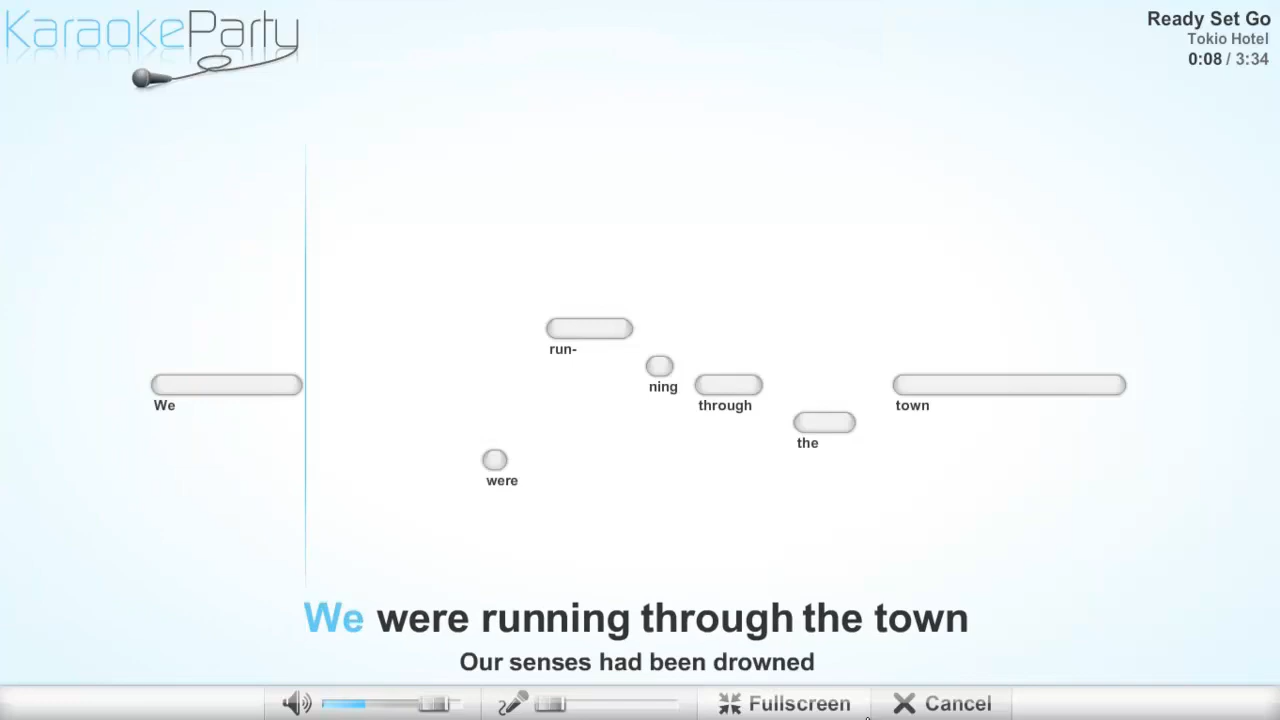 KaraokeParty
Ready Set Go
Tokio Hotel
0:08 / 3:34
run-
ning
We
through
town
the
were
We were running through the town
Our senses had been drowned
Fullscreen
Cancel